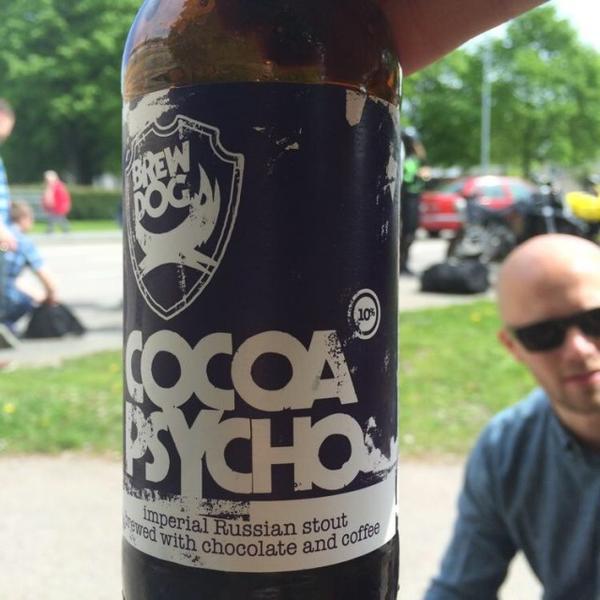 BREW
DOG
10%
COCOA
PSYCHO
imperial Russian stout
brewed with chocolate and coffee